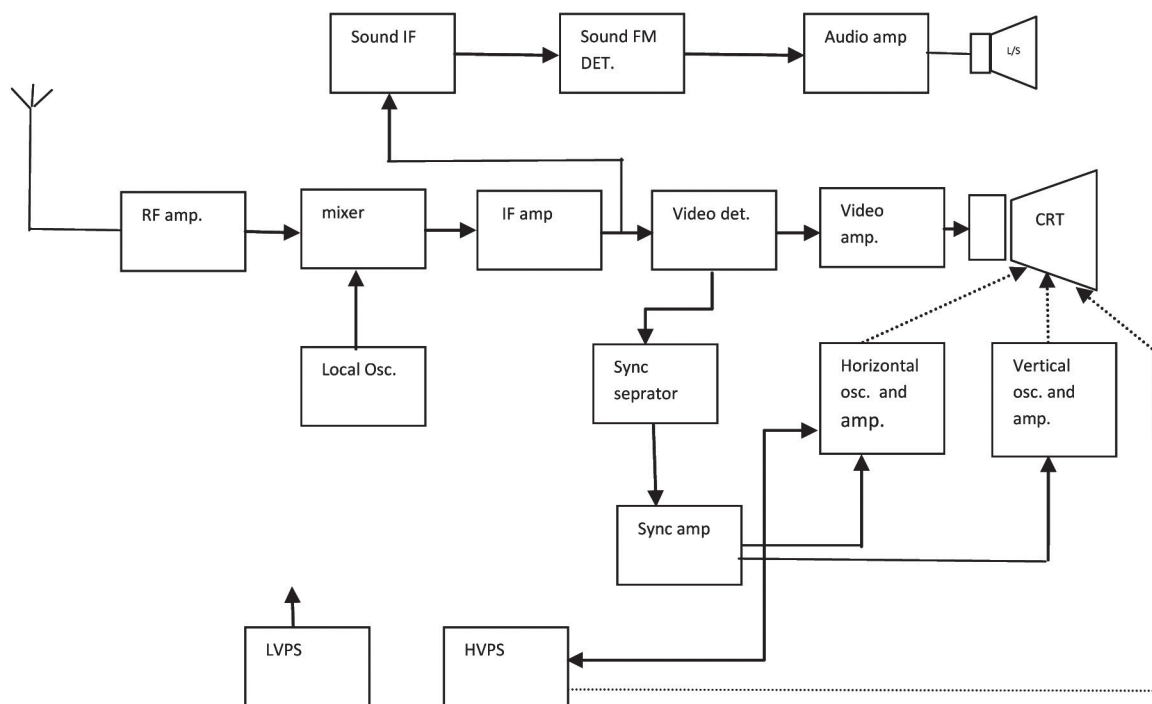 Sound IF
Sound FM
DET.
Audio amp
L/S
RF amp.
mixer
IF amp
Video det.
Video
amp.
CRT
Local Osc.
Sync
seprator
Horizontal
osc. and
amp.
Vertical
osc. and
amp.
Sync amp
LVPS
HVPS